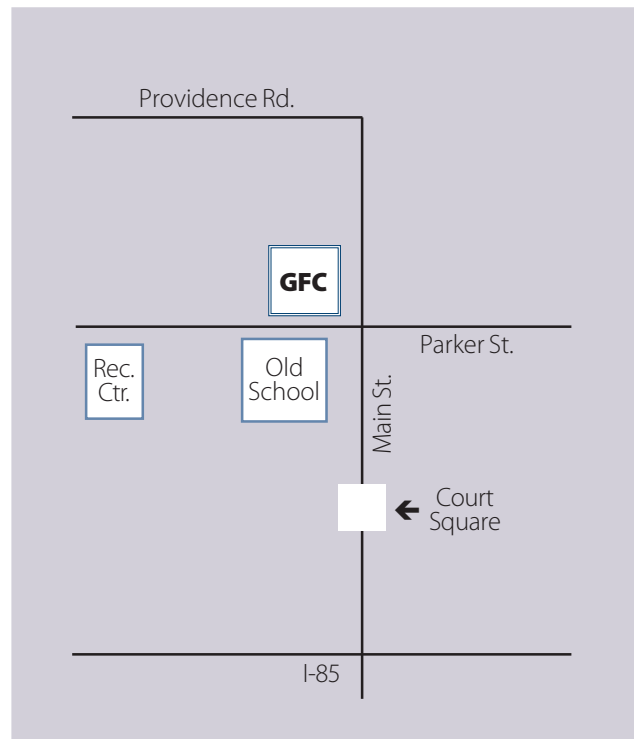 Providence Rd.
GFC
Parker St.
Rec.
Ctr.
Old
School
Main St.
Court
Square
I-85